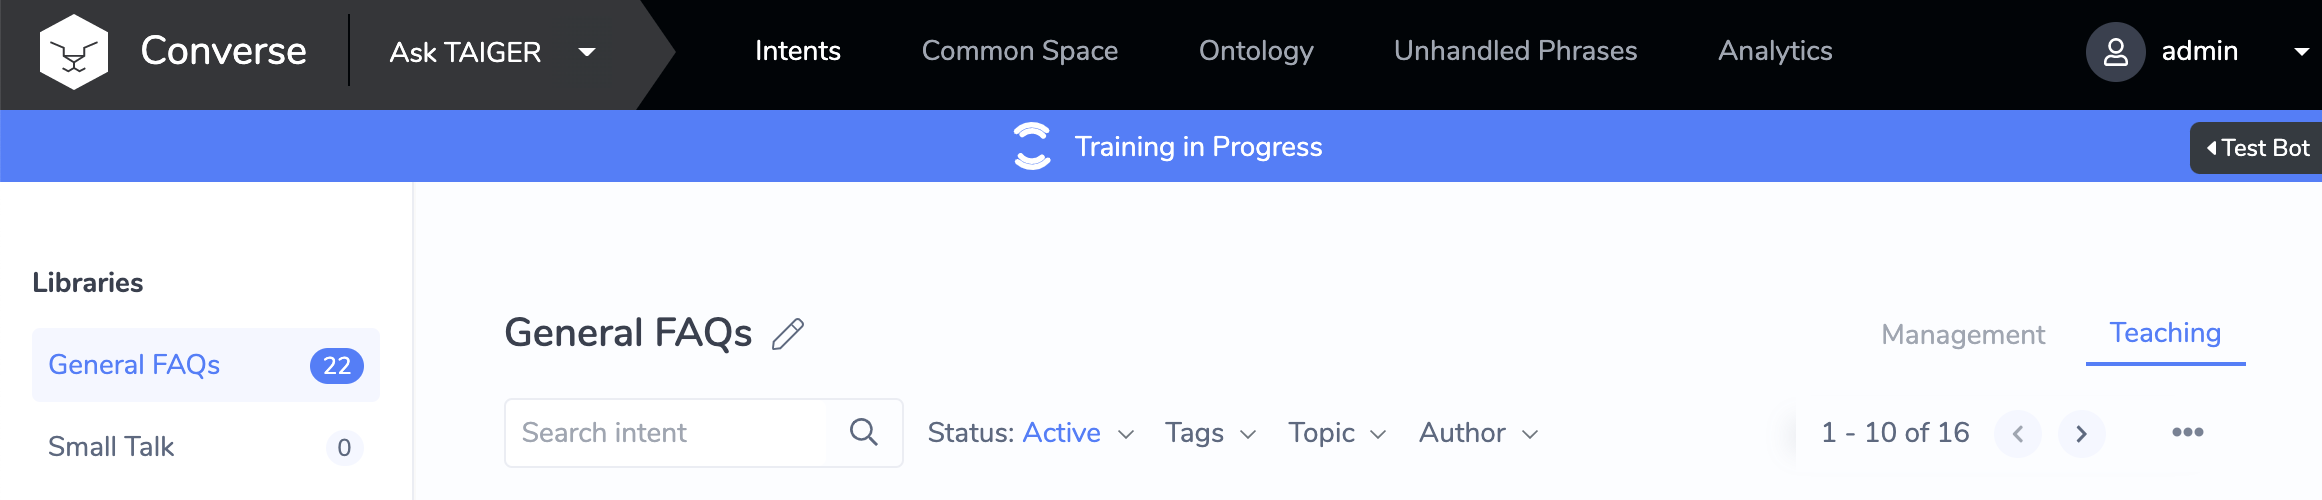 Converse
Ask TAIGER
Intents
Common Space
Ontology
Unhandled Phrases
Analytics
admin
Training in Progress
Test Bot
Libraries
General FAQs 22
Small Talk 0
General FAQs
Management
Teaching
Search intent
Status: Active
Tags
Topic
Author
1 - 10 of 16